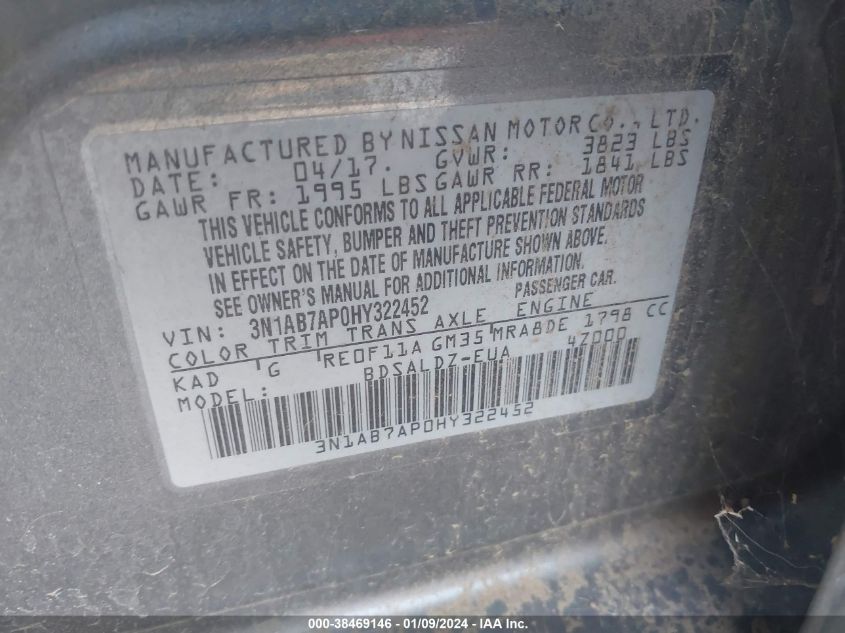 MANUFACTURED BY NISSAN MOTOR CO., LTD.
DATE: 04/17. GVWR: 3823 LBS
GAWR FR: 1995 LBS GAWR RR: 1841 LBS
THIS VEHICLE CONFORMS TO ALL APPLICABLE FEDERAL MOTOR
VEHICLE SAFETY, BUMPER AND THEFT PREVENTION STANDARDS
IN EFFECT ON THE DATE OF MANUFACTURE SHOWN ABOVE.
SEE OWNER'S MANUAL FOR ADDITIONAL INFORMATION.
VIN: 3N1AB7AP0HY322452 PASSENGER CAR.
COLOR TRIM TRANS AXLE ENGINE
KAD G RE0F11A GM35 MRA8DE 1798 CC
MODEL: BDSALDZ-EUA 4Z000
3N1AB7AP0HY322452
000-38469146 - 01/09/2024 - IAA Inc.